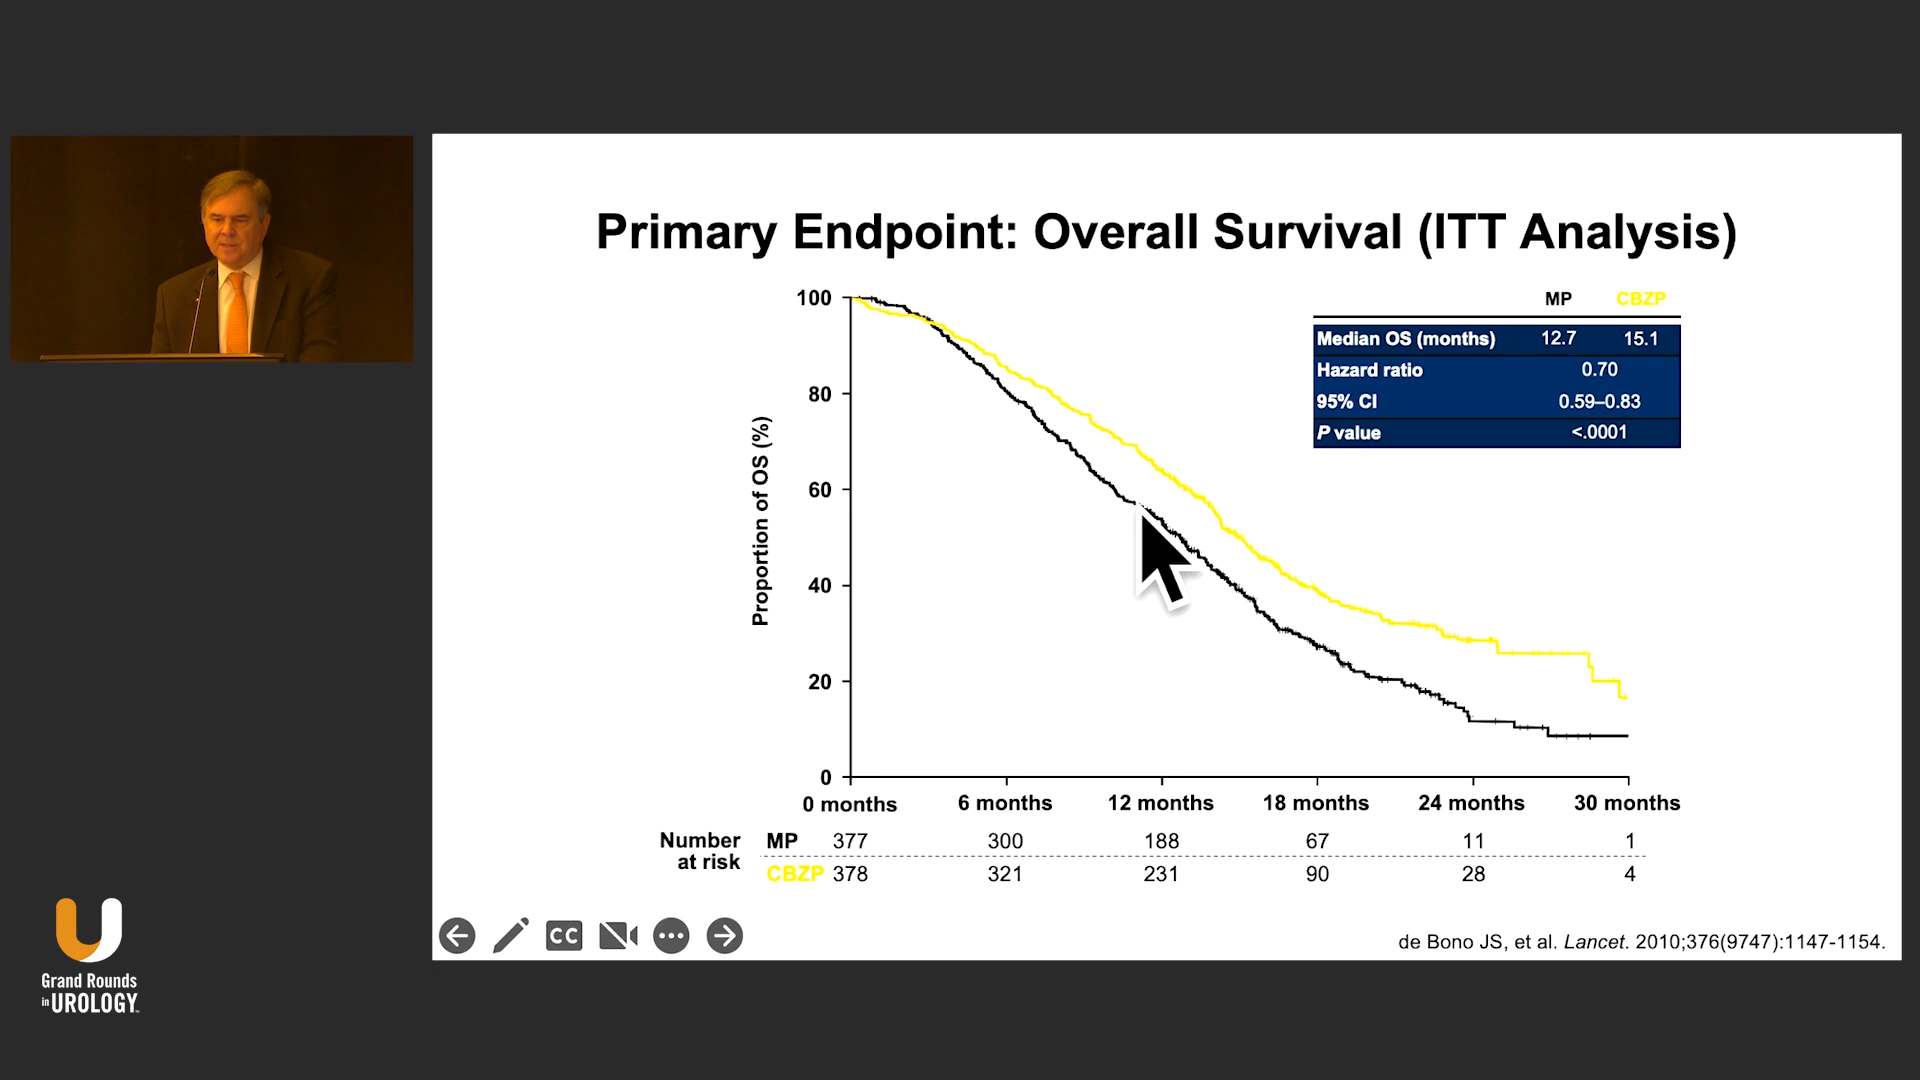 Primary Endpoint: Overall Survival (ITT Analysis)
MP CBZP
Median OS (months) 12.7 15.1
Hazard ratio 0.70
95% CI 0.59–0.83
P value <.0001
Proportion of OS (%)
100
80
60
40
20
0
0 months 6 months 12 months 18 months 24 months 30 months
Number at risk
MP 377 300 188 67 11 1
CBZP 378 321 231 90 28 4
CC
de Bono JS, et al. Lancet. 2010;376(9747):1147-1154.
Grand Rounds
in UROLOGY